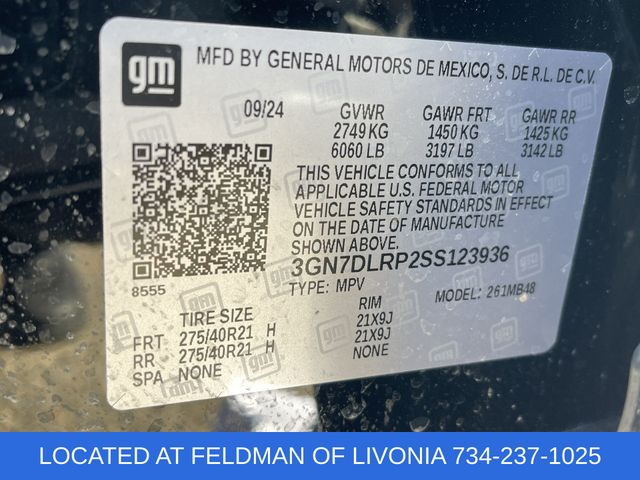 gm
MFD BY GENERAL MOTORS DE MEXICO, S. DE R.L. DE C.V.
09/24 GVWR GAWR FRT GAWR RR
2749 KG 1450 KG 1425 KG
6060 LB 3197 LB 3142 LB
THIS VEHICLE CONFORMS TO ALL
APPLICABLE U.S. FEDERAL MOTOR
VEHICLE SAFETY STANDARDS IN EFFECT
ON THE DATE OF MANUFACTURE
SHOWN ABOVE.
3GN7DLRP2SS123936
8555
TYPE: MPV MODEL: 261MB48
TIRE SIZE RIM
FRT 275/40R21 H 21X9J
RR 275/40R21 H 21X9J
SPA NONE NONE
LOCATED AT FELDMAN OF LIVONIA 734-237-1025